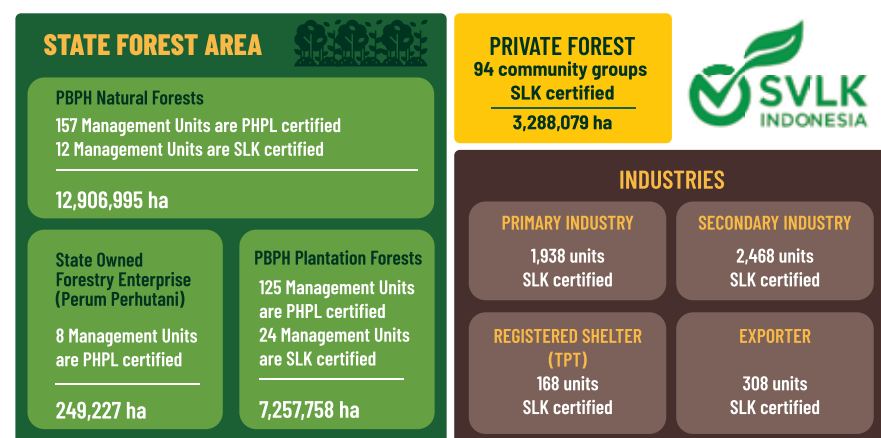 STATE FOREST AREA
PBPH Natural Forests
157 Management Units are PHPL certified
12 Management Units are SLK certified
12,906,995 ha
State Owned
Forestry Enterprise
(Perum Perhutani)
8 Management Units
are PHPL certified
249,227 ha
PBPH Plantation Forests
125 Management Units
are PHPL certified
24 Management Units
are SLK certified
7,257,758 ha
PRIVATE FOREST
94 community groups
SLK certified
3,288,079 ha
SVLK
INDONESIA
INDUSTRIES
PRIMARY INDUSTRY
1,938 units
SLK certified
SECONDARY INDUSTRY
2,468 units
SLK certified
REGISTERED SHELTER
(TPT)
168 units
SLK certified
EXPORTER
308 units
SLK certified